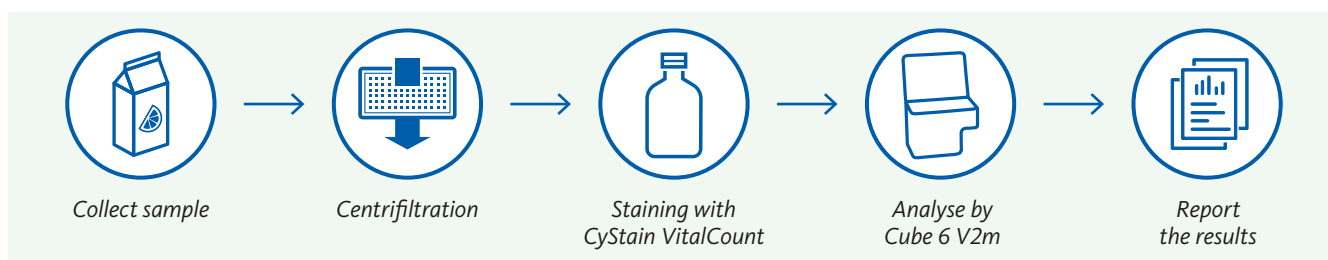 Collect sample
Centrifiltration
Staining with
CyStain VitalCount
Analyse by
Cube 6 V2m
Report
the results